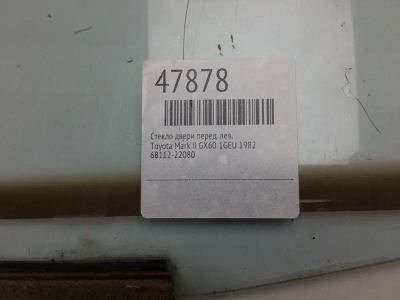 47878
Стекло двери перед. лев.
Toyota Mark II GX60 1GEU 1982
68112-22080